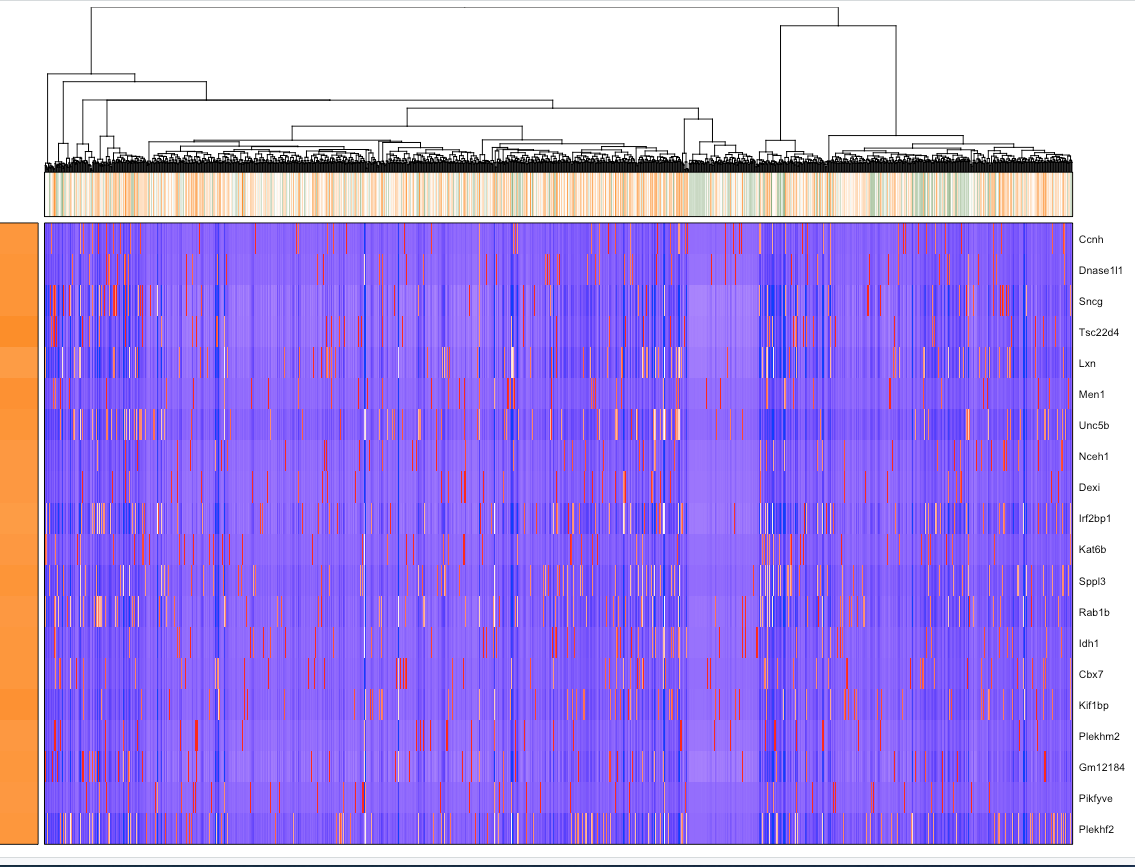 Ccnh
Dnase1l1
Sncg
Tsc22d4
Lxn
Men1
Unc5b
Nceh1
Dexi
Irf2bp1
Kat6b
Sppl3
Rab1b
Idh1
Cbx7
Kif1bp
Plekhm2
Gm12184
Pikfyve
Plekhf2